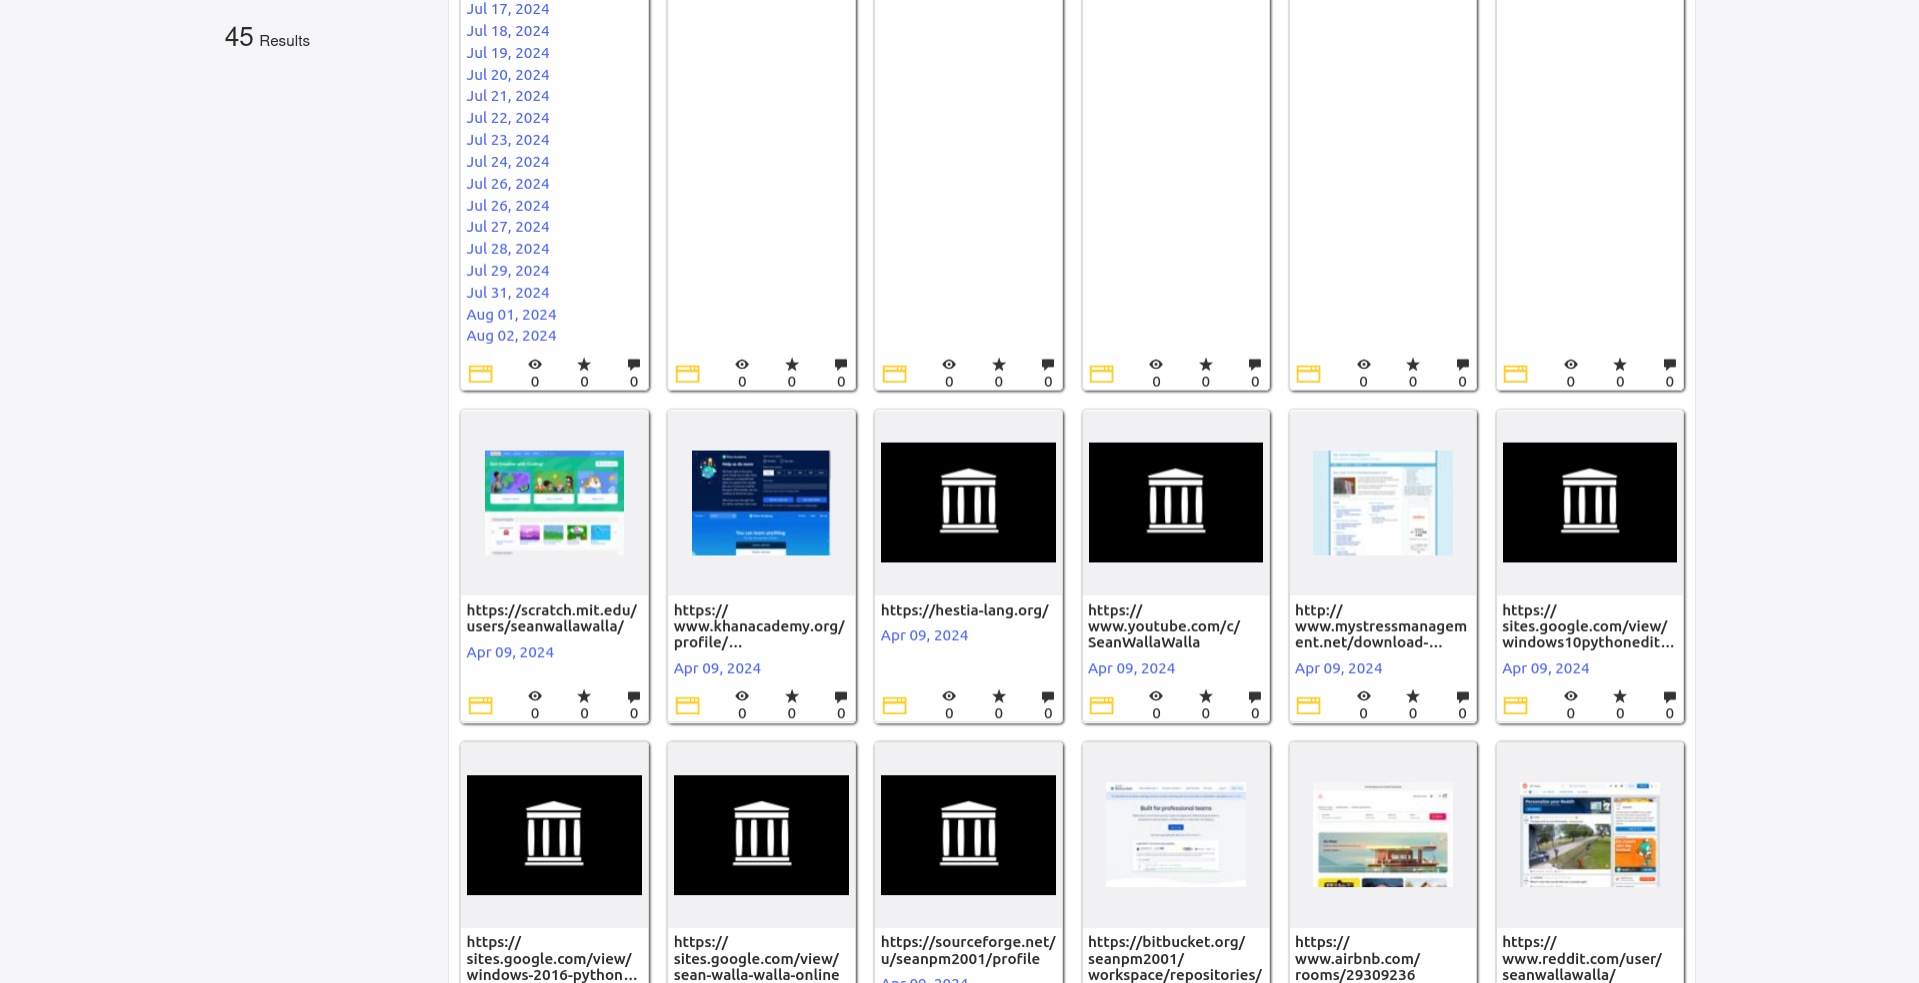 45 Results
Jul 17, 2024
Jul 18, 2024
Jul 19, 2024
Jul 20, 2024
Jul 21, 2024
Jul 22, 2024
Jul 23, 2024
Jul 24, 2024
Jul 26, 2024
Jul 26, 2024
Jul 27, 2024
Jul 28, 2024
Jul 29, 2024
Jul 31, 2024
Aug 01, 2024
Aug 02, 2024
0 0 0
0 0 0
0 0 0
0 0 0
0 0 0
0 0 0
https://scratch.mit.edu/
users/seanwallawalla/
Apr 09, 2024
0 0 0
https://
www.khanacademy.org/
profile/...
Apr 09, 2024
0 0 0
https://hestia-lang.org/
Apr 09, 2024
0 0 0
https://
www.youtube.com/c/
SeanWallaWalla
Apr 09, 2024
0 0 0
http://
www.mystressmanagem
ent.net/download-...
Apr 09, 2024
0 0 0
https://
sites.google.com/view/
windows10pythonedit...
Apr 09, 2024
0 0 0
https://
sites.google.com/view/
windows-2016-python...
https://
sites.google.com/view/
sean-walla-walla-online
https://sourceforge.net/
u/seanpm2001/profile
Apr 09, 2024
Built for professional teams
https://bitbucket.org/
seanpm2001/
workspace/repositories/
https://
www.airbnb.com/
rooms/29309236
https://
www.reddit.com/user/
seanwallawalla/